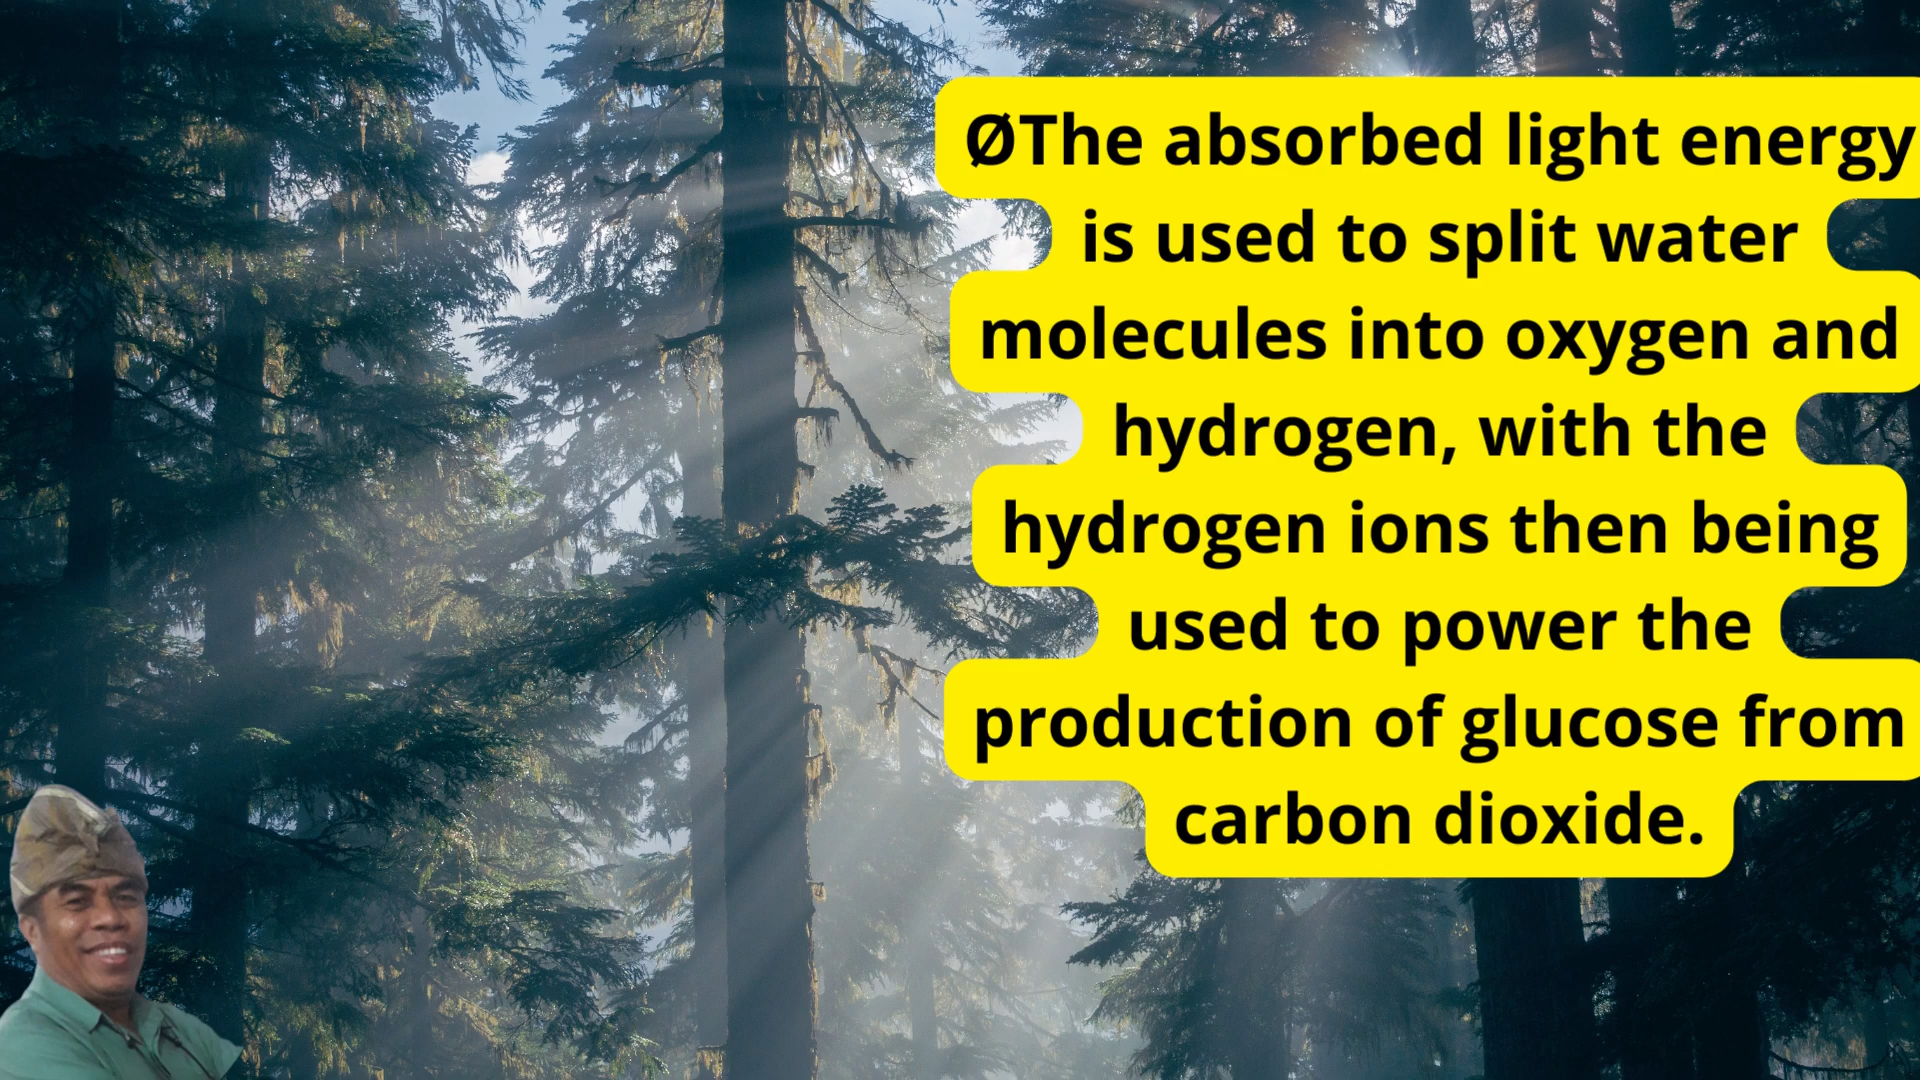 ØThe absorbed light energy
is used to split water
molecules into oxygen and
hydrogen, with the
hydrogen ions then being
used to power the
production of glucose from
carbon dioxide.